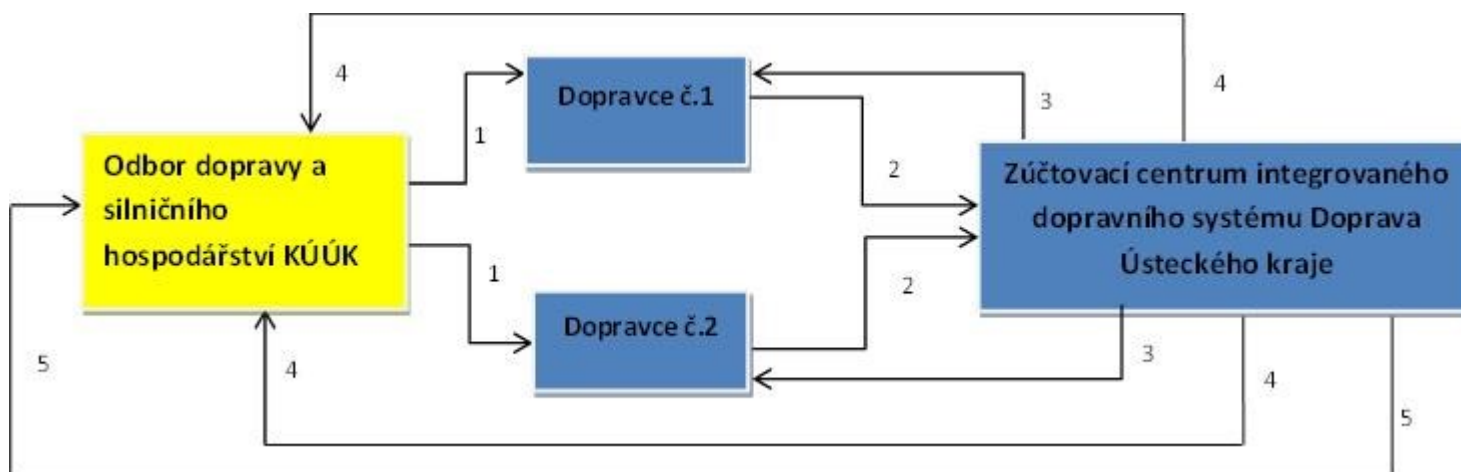 4
4
Dopravce č.1
3
1
Odbor dopravy a
silničního
hospodářství KÚÚK
2
Zúčtovací centrum integrovaného
dopravního systému Doprava
Ústeckého kraje
1
2
Dopravce č.2
5
4
3
4
5